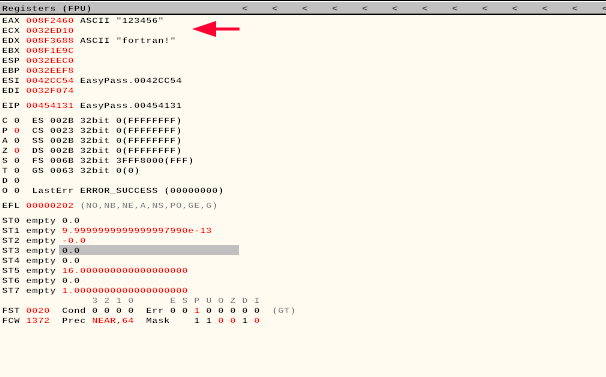 Registers (FPU) < < < < < < < < < < < < <
EAX 008F2460 ASCII "123456"
ECX 0032ED10
EDX 008F3688 ASCII "fortran!"
EBX 008F1E9C
ESP 0032EEC0
EBP 0032EEF8
ESI 0042CC54 EasyPass.0042CC54
EDI 0032F074
EIP 00454131 EasyPass.00454131
C 0 ES 002B 32bit 0(FFFFFFFF)
P 0 CS 0023 32bit 0(FFFFFFFF)
A 0 SS 002B 32bit 0(FFFFFFFF)
Z 0 DS 002B 32bit 0(FFFFFFFF)
S 0 FS 006B 32bit 3FFF8000(FFF)
T 0 GS 0063 32bit 0(0)
D 0
O 0 LastErr ERROR_SUCCESS (00000000)
EFL 00000202 (NO,NB,NE,A,NS,PO,GE,G)
ST0 empty 0.0
ST1 empty 9.9999999999999997990e-13
ST2 empty -0.0
ST3 empty 0.0
ST4 empty 0.0
ST5 empty 16.000000000000000000
ST6 empty 0.0
ST7 empty 1.0000000000000000000
3 2 1 0 E S P U O Z D I
FST 0020 Cond 0 0 0 0 Err 0 0 1 0 0 0 0 0 (GT)
FCW 1372 Prec NEAR,64 Mask 1 1 0 0 1 0